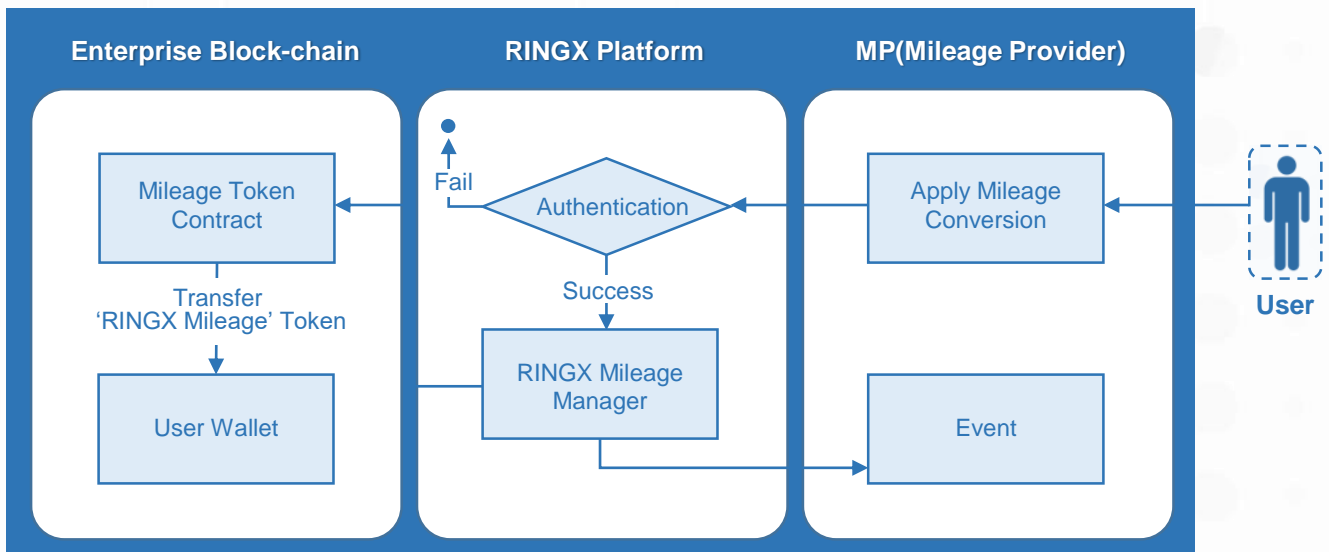 Enterprise Block-chain
RINGX Platform
MP(Mileage Provider)
Mileage Token
Contract
Transfer
‘RINGX Mileage’ Token
User Wallet
Fail
Authentication
Success
RINGX Mileage
Manager
Apply Mileage
Conversion
Event
User